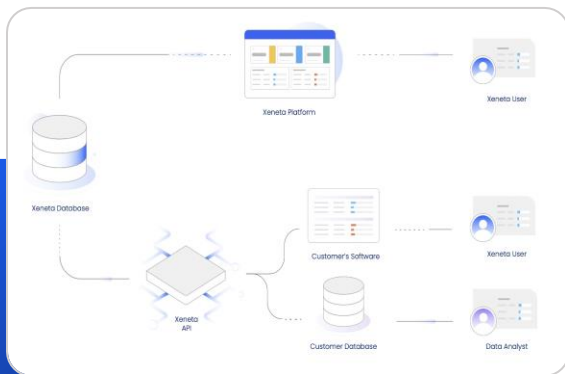 Xeneta Platform
Xeneta User
Xeneta Database
Customer's Software
Xeneta User
Xeneta
API
Customer Database
Data Analyst